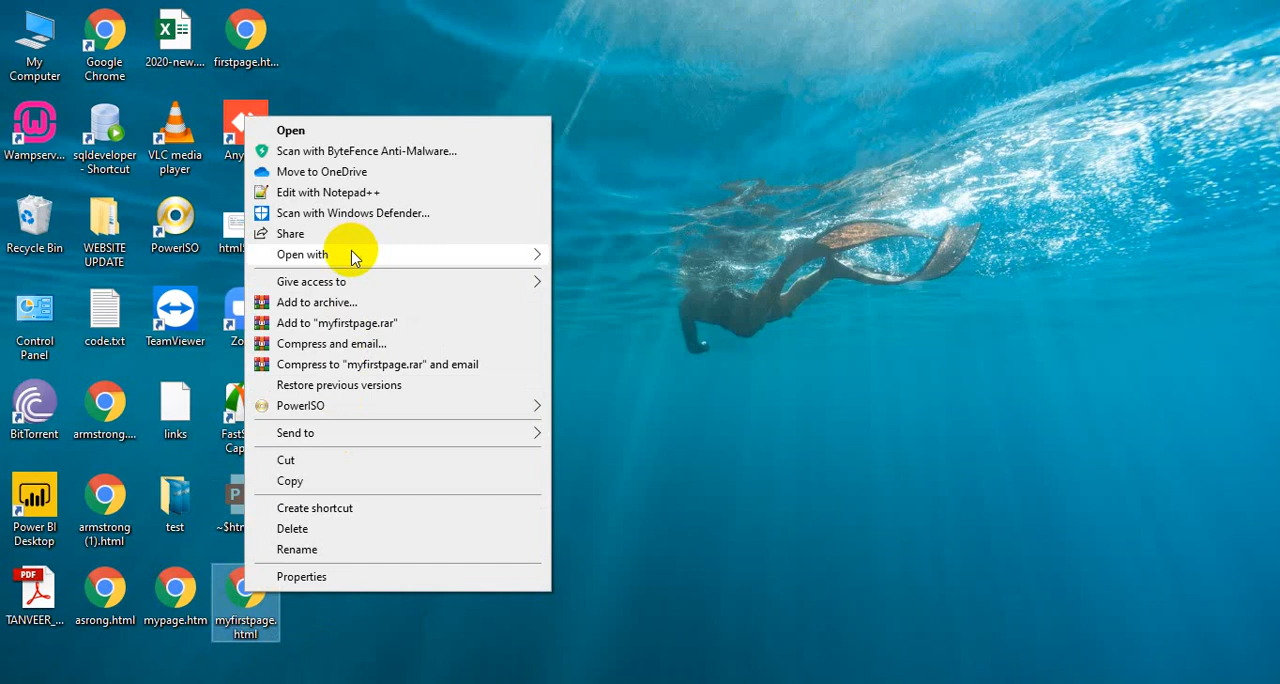 My
Computer
Google
Chrome
2020-new....
firstpage.ht...
Wampserv...
sqldeveloper
- Shortcut
VLC media
player
Any
Recycle Bin
WEBSITE
UPDATE
PowerISO
Control
Panel
code.txt
TeamViewer
Zo
BitTorrent
armstrong....
links
FastS
Cap
Power BI
Desktop
armstrong
(1).html
test
PDF
TANVEER_...
asrong.html
mypage.htm
myfirstpage.
html
Open
Scan with ByteFence Anti-Malware...
Move to OneDrive
Edit with Notepad++
Scan with Windows Defender...
Share
Open with
Give access to
Add to archive...
Add to "myfirstpage.rar"
Compress and email...
Compress to "myfirstpage.rar" and email
Restore previous versions
PowerISO
Send to
Cut
Copy
Create shortcut
Delete
Rename
Properties